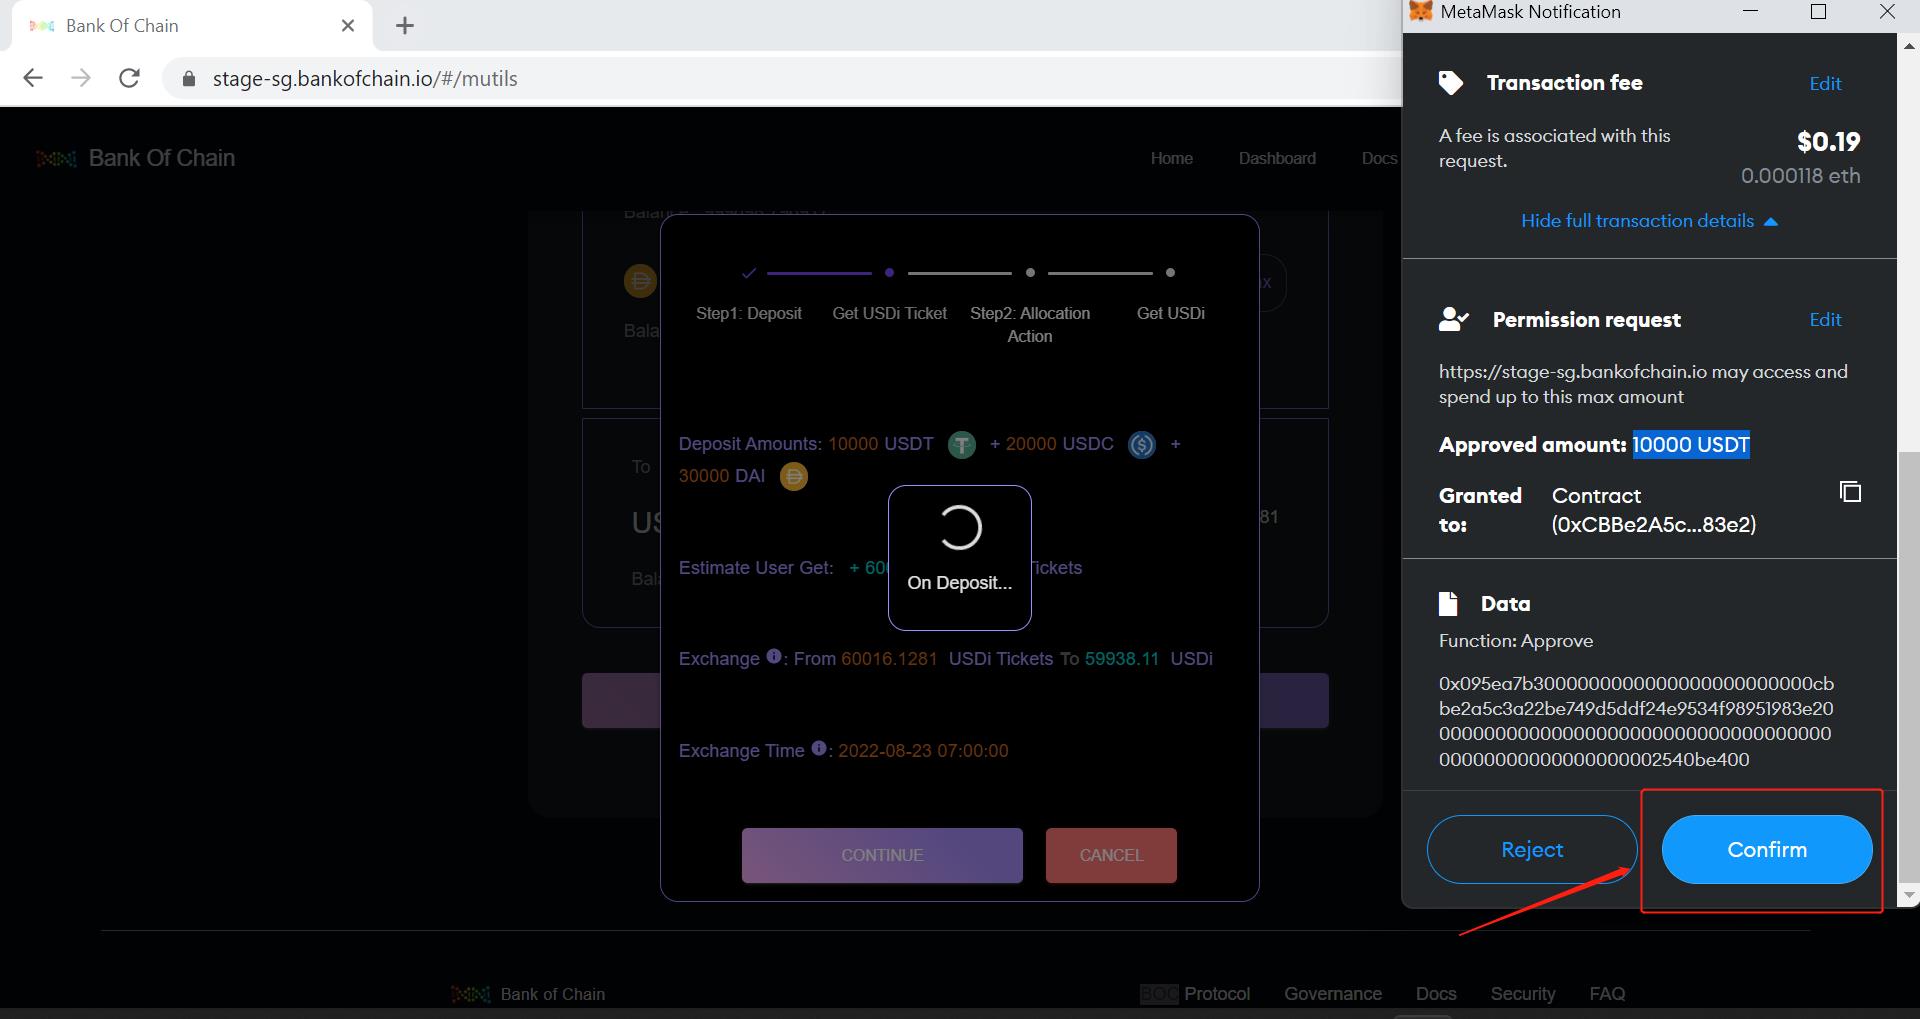 Bank Of Chain
stage-sg.bankofchain.io/#/mutils
Bank Of Chain
Home Dashboard Docs
Step1: Deposit
Get USDi Ticket
Step2: Allocation
Action
Get USDi
Deposit Amounts: 10000 USDT + 20000 USDC +
30000 DAI
To
Estimate User Get: + 60
On Deposit...
Exchange : From 60016.1281 USDi Tickets To 59938.11 USDi
Exchange Time : 2022-08-23 07:00:00
CONTINUE
CANCEL
Bank of Chain
BOC Protocol Governance Docs Security FAQ
MetaMask Notification
Transaction fee
Edit
A fee is associated with this
request.
$0.19
0.000118 eth
Hide full transaction details
Permission request
Edit
https://stage-sg.bankofchain.io may access and
spend up to this max amount
Approved amount: 10000 USDT
Granted
to:
Contract
(0xCBBe2A5c...83e2)
Data
Function: Approve
be2a5c3a22be749d5ddf24e9534f98951983e20
Reject
Confirm